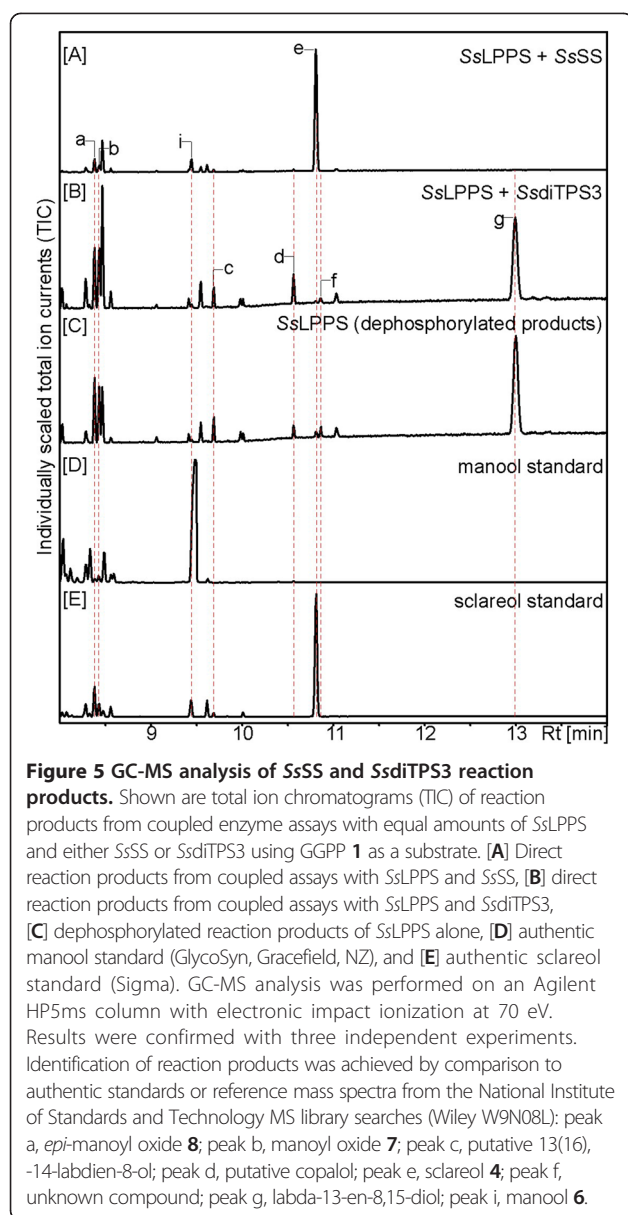 [A]
e
SsLPPS + SsSS
a
b
i
[B]
SsLPPS + SsdiTPS3
g
c
d
f
[C]
SsLPPS (dephosphorylated products)
[D]
manool standard
[E]
sclareol standard
Individually scaled total ion currents (TIC)
9
10
11
12
13
Rt [min]
Figure 5 GC-MS analysis of SsSS and SsdiTPS3 reaction
products. Shown are total ion chromatograms (TIC) of reaction
products from coupled enzyme assays with equal amounts of SsLPPS
and either SsSS or SsdiTPS3 using GGPP 1 as a substrate. [A] Direct
reaction products from coupled assays with SsLPPS and SsSS, [B] direct
reaction products from coupled assays with SsLPPS and SsdiTPS3,
[C] dephosphorylated reaction products of SsLPPS alone, [D] authentic
manool standard (GlycoSyn, Gracefield, NZ), and [E] authentic sclareol
standard (Sigma). GC-MS analysis was performed on an Agilent
HP5ms column with electronic impact ionization at 70 eV.
Results were confirmed with three independent experiments.
Identification of reaction products was achieved by comparison to
authentic standards or reference mass spectra from the National Institute
of Standards and Technology MS library searches (Wiley W9N08L): peak
a, epi-manoyl oxide 8; peak b, manoyl oxide 7; peak c, putative 13(16),
-14-labdien-8-ol; peak d, putative copalol; peak e, sclareol 4; peak f,
unknown compound; peak g, labda-13-en-8,15-diol; peak i, manool 6.